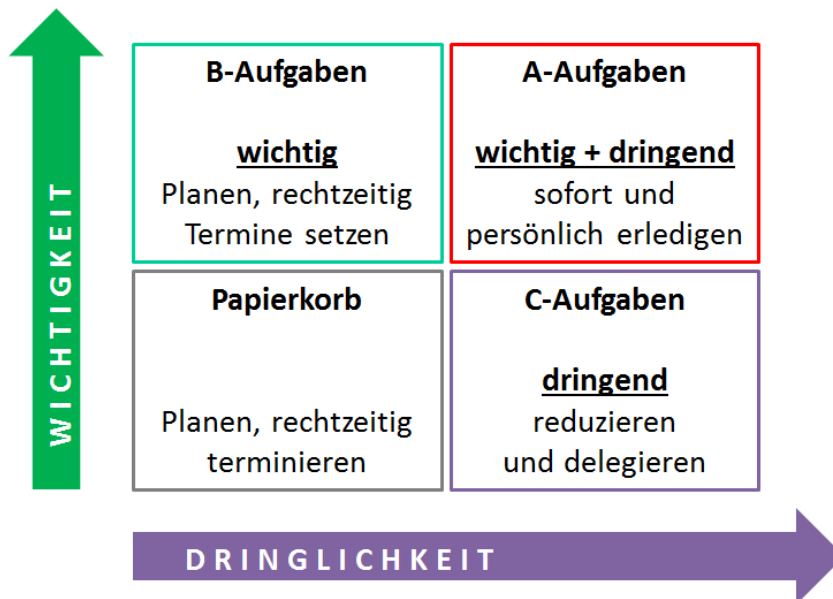 WICHTIGKEIT
B-Aufgaben
wichtig
Planen, rechtzeitig
Termine setzen
A-Aufgaben
wichtig + dringend
sofort und
persönlich erledigen
Papierkorb
Planen, rechtzeitig
terminieren
C-Aufgaben
dringend
reduzieren
und delegieren
DRINGLICHKEIT